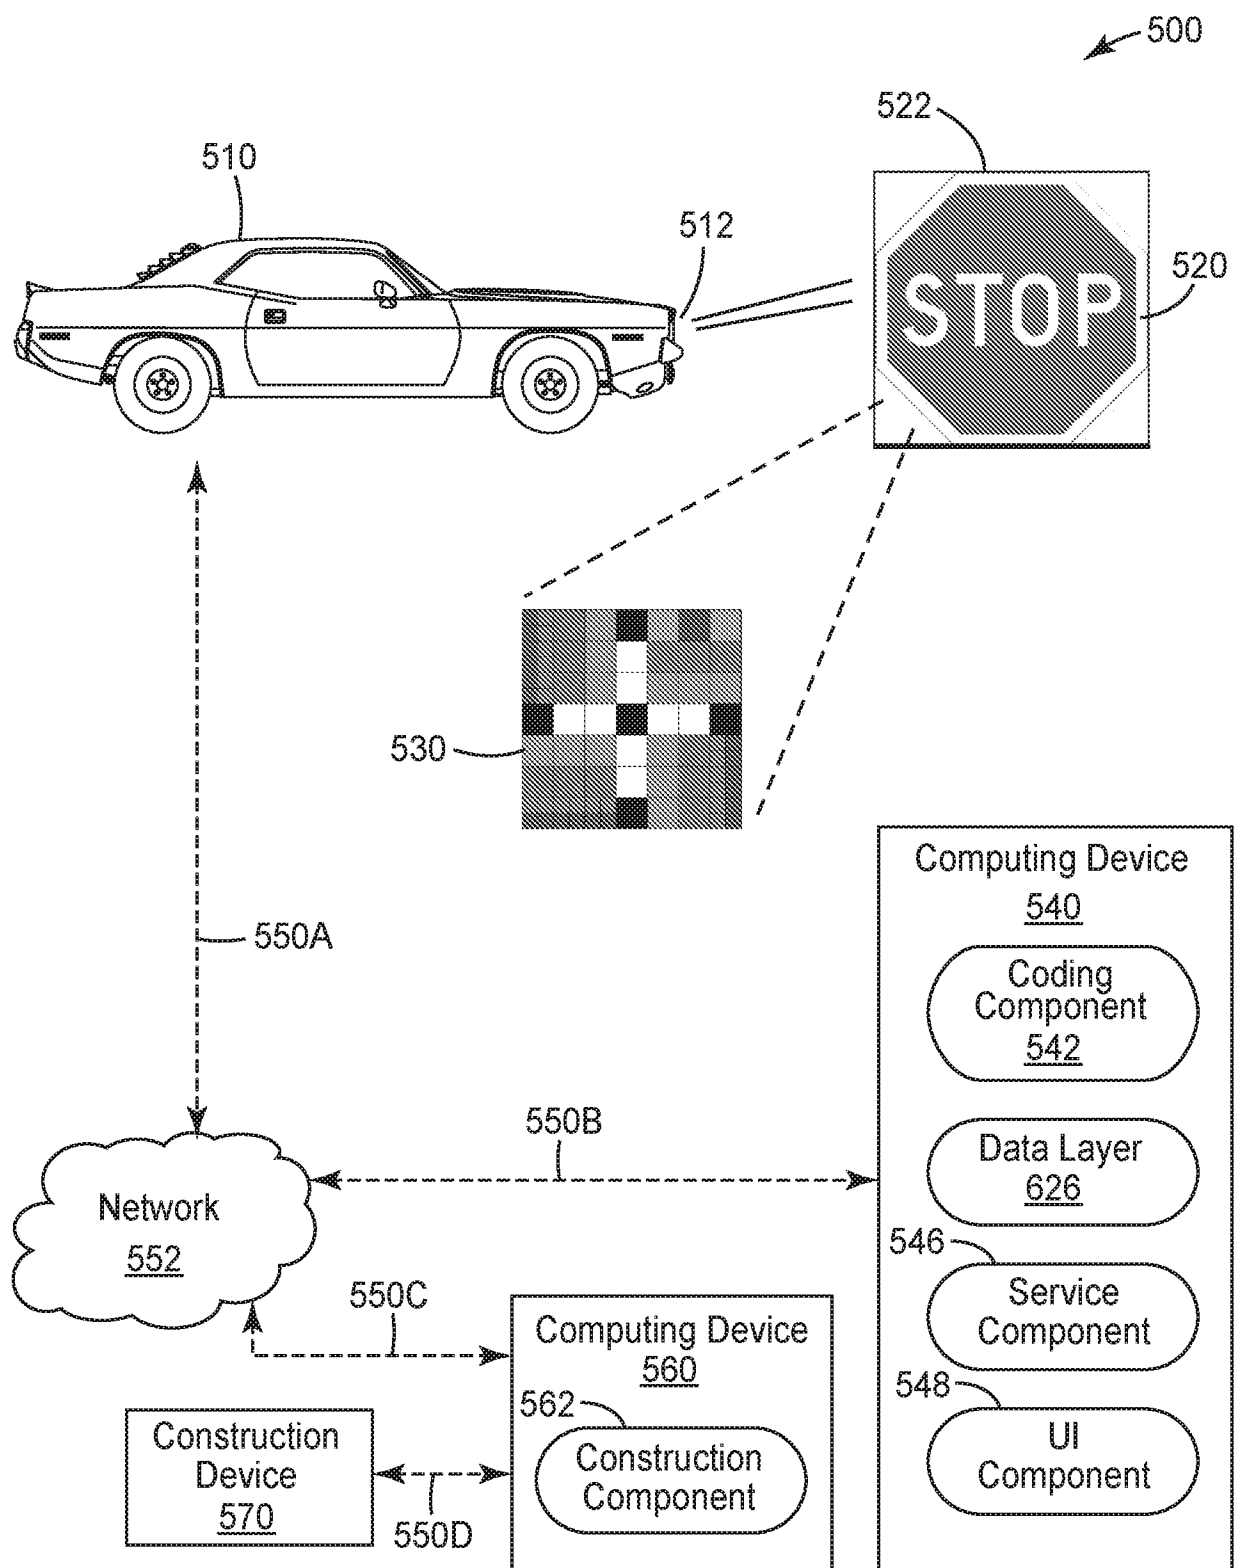 500
522
510
512
520
STOP
530
Computing Device
540
550A
Coding
Component
542
550B
Data Layer
626
Network
552
546
Service
Component
550C
Computing Device
560
548
562
UI
Component
Construction
Device
570
Construction
Component
550D